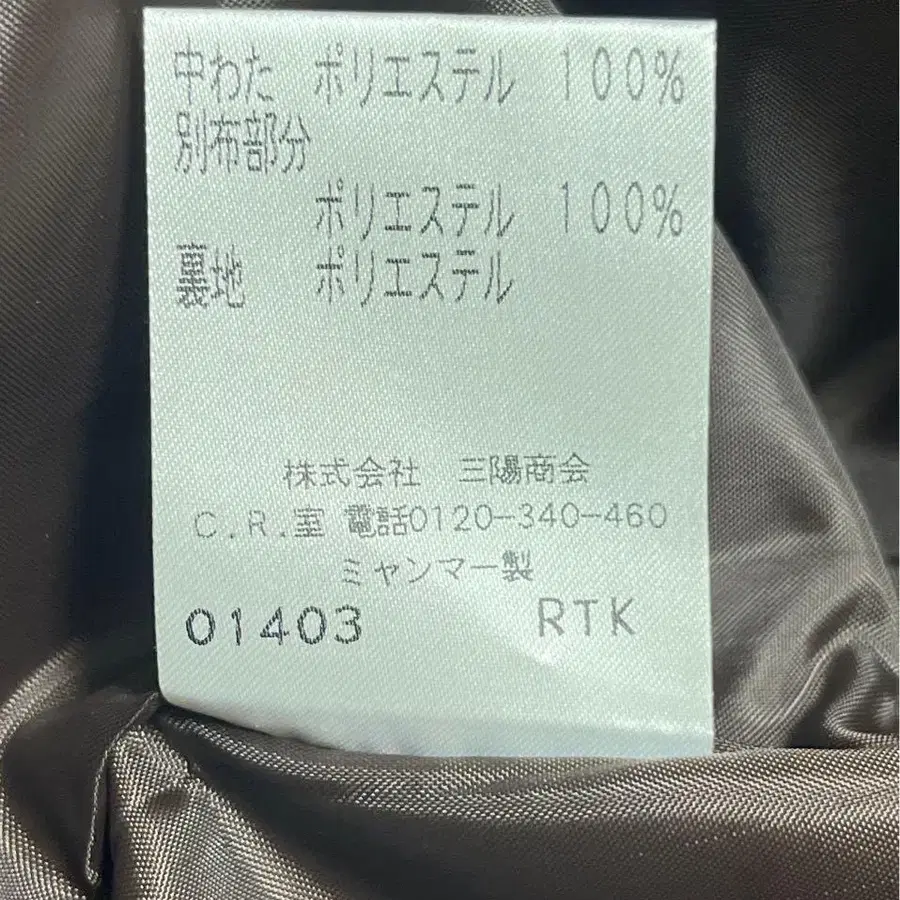 中わた ポリエステル 100%
別布部分
ポリエステル 100%
裏地 ポリエステル
株式会社 三陽商会
C.R.室 電話0120-340-460
ミャンマー製
01403 RTK